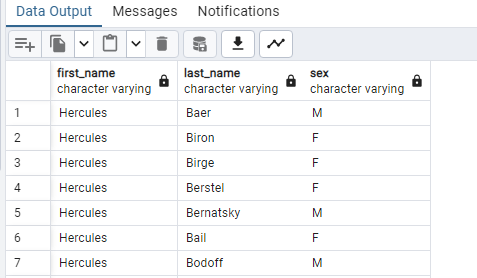 Data Output Messages Notifications
first_name last_name sex
character varying character varying character varying
1 Hercules Baer M
2 Hercules Biron F
3 Hercules Birge F
4 Hercules Berstel F
5 Hercules Bernatsky M
6 Hercules Bail F
7 Hercules Bodoff M